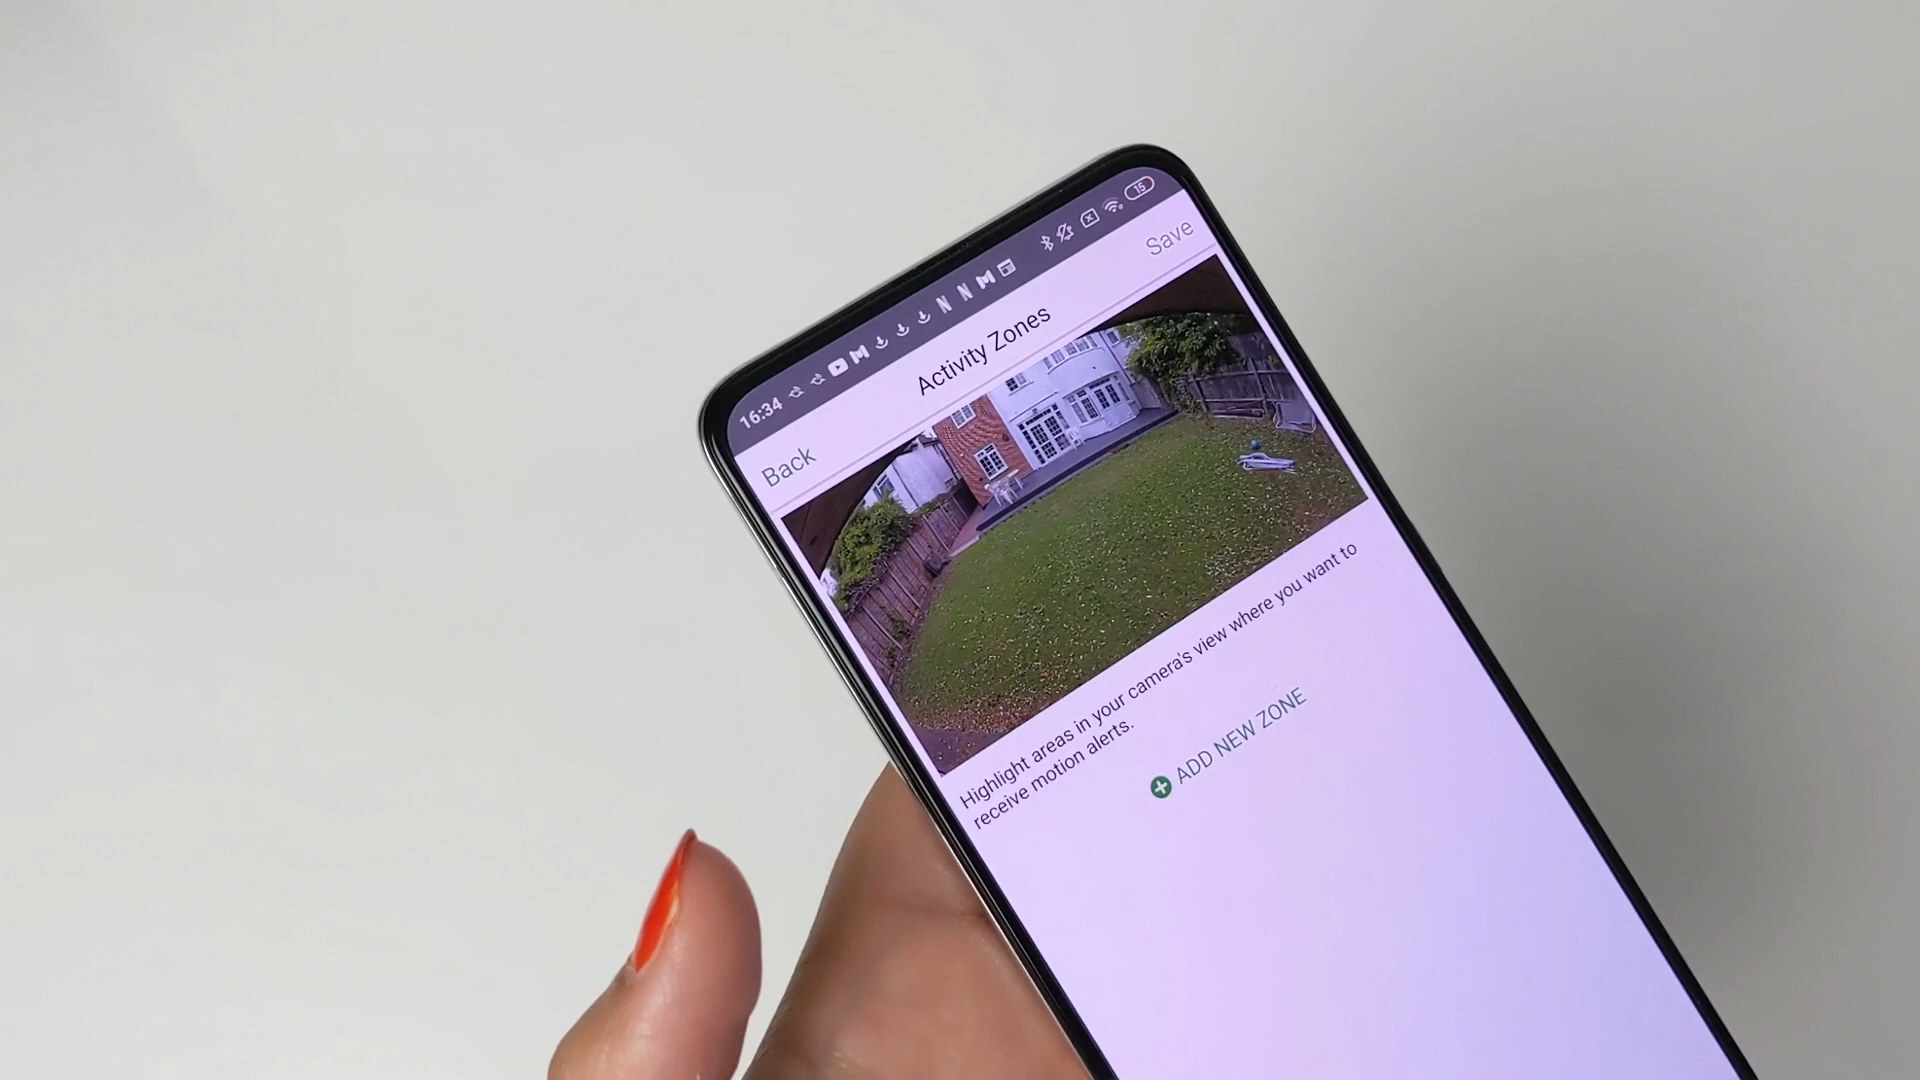 16:34 N N 15
Back
Activity Zones
Save
Highlight areas in your camera's view where you want to
receive motion alerts.
ADD NEW ZONE